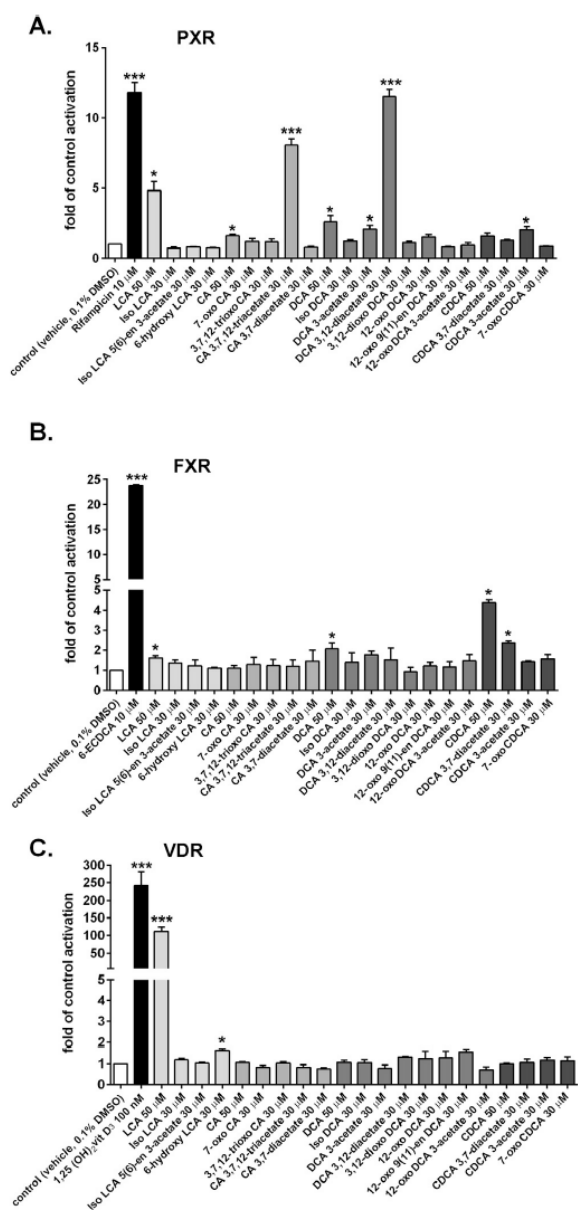 A.
PXR
fold of control activation
15
10
5
0
***
*
*
***
*
*
***
*
control (vehicle, 0.1% DMSO)
Rifampicin 10 μM
LCA 50 μM
Iso LCA 30 μM
Iso LCA 5(6)-en 3-acetate 30 μM
6-hydroxy LCA 30 μM
CA 50 μM
7-oxo CA 30 μM
3,7,12-trioxo CA 30 μM
CA 3,7,12-triacetate 30 μM
CA 3,7-diacetate 30 μM
DCA 50 μM
Iso DCA 30 μM
DCA 3-acetate 30 μM
DCA 3,12-diacetate 30 μM
3,12-dioxo DCA 30 μM
12-oxo DCA 30 μM
12-oxo 9(11)-en DCA 30 μM
12-oxo DCA 3-acetate 30 μM
CDCA 50 μM
CDCA 3,7-diacetate 30 μM
CDCA 3-acetate 30 μM
7-oxo CDCA 30 μM
B.
FXR
fold of control activation
25
20
15
10
5
5
4
3
2
1
0
***
*
*
*
*
control (vehicle, 0.1% DMSO)
6-ECDCA 10 μM
LCA 50 μM
Iso LCA 30 μM
Iso LCA 5(6)-en 3-acetate 30 μM
6-hydroxy LCA 30 μM
CA 50 μM
7-oxo CA 30 μM
3,7,12-trioxo CA 30 μM
CA 3,7,12-triacetate 30 μM
CA 3,7-diacetate 30 μM
DCA 50 μM
Iso DCA 30 μM
DCA 3-acetate 30 μM
DCA 3,12-diacetate 30 μM
3,12-dioxo DCA 30 μM
12-oxo DCA 30 μM
12-oxo 9(11)-en DCA 30 μM
12-oxo DCA 3-acetate 30 μM
CDCA 50 μM
CDCA 3,7-diacetate 30 μM
CDCA 3-acetate 30 μM
7-oxo CDCA 30 μM
C.
VDR
fold of control activation
300
250
200
150
100
50
5
4
3
2
1
0
***
***
*
control (vehicle, 0.1% DMSO)
1,25 (OH)₂vit D3 100 nM
LCA 50 μM
Iso LCA 30 μM
Iso LCA 5(6)-en 3-acetate 30 μM
6-hydroxy LCA 30 μM
CA 50 μM
7-oxo CA 30 μM
3,7,12-trioxo CA 30 μM
CA 3,7,12-triacetate 30 μM
CA 3,7-diacetate 30 μM
DCA 50 μM
Iso DCA 30 μM
DCA 3-acetate 30 μM
DCA 3,12-diacetate 30 μM
3,12-dioxo DCA 30 μM
12-oxo DCA 30 μM
12-oxo 9(11)-en DCA 30 μM
12-oxo DCA 3-acetate 30 μM
CDCA 50 μM
CDCA 3,7-diacetate 30 μM
CDCA 3-acetate 30 μM
7-oxo CDCA 30 μM